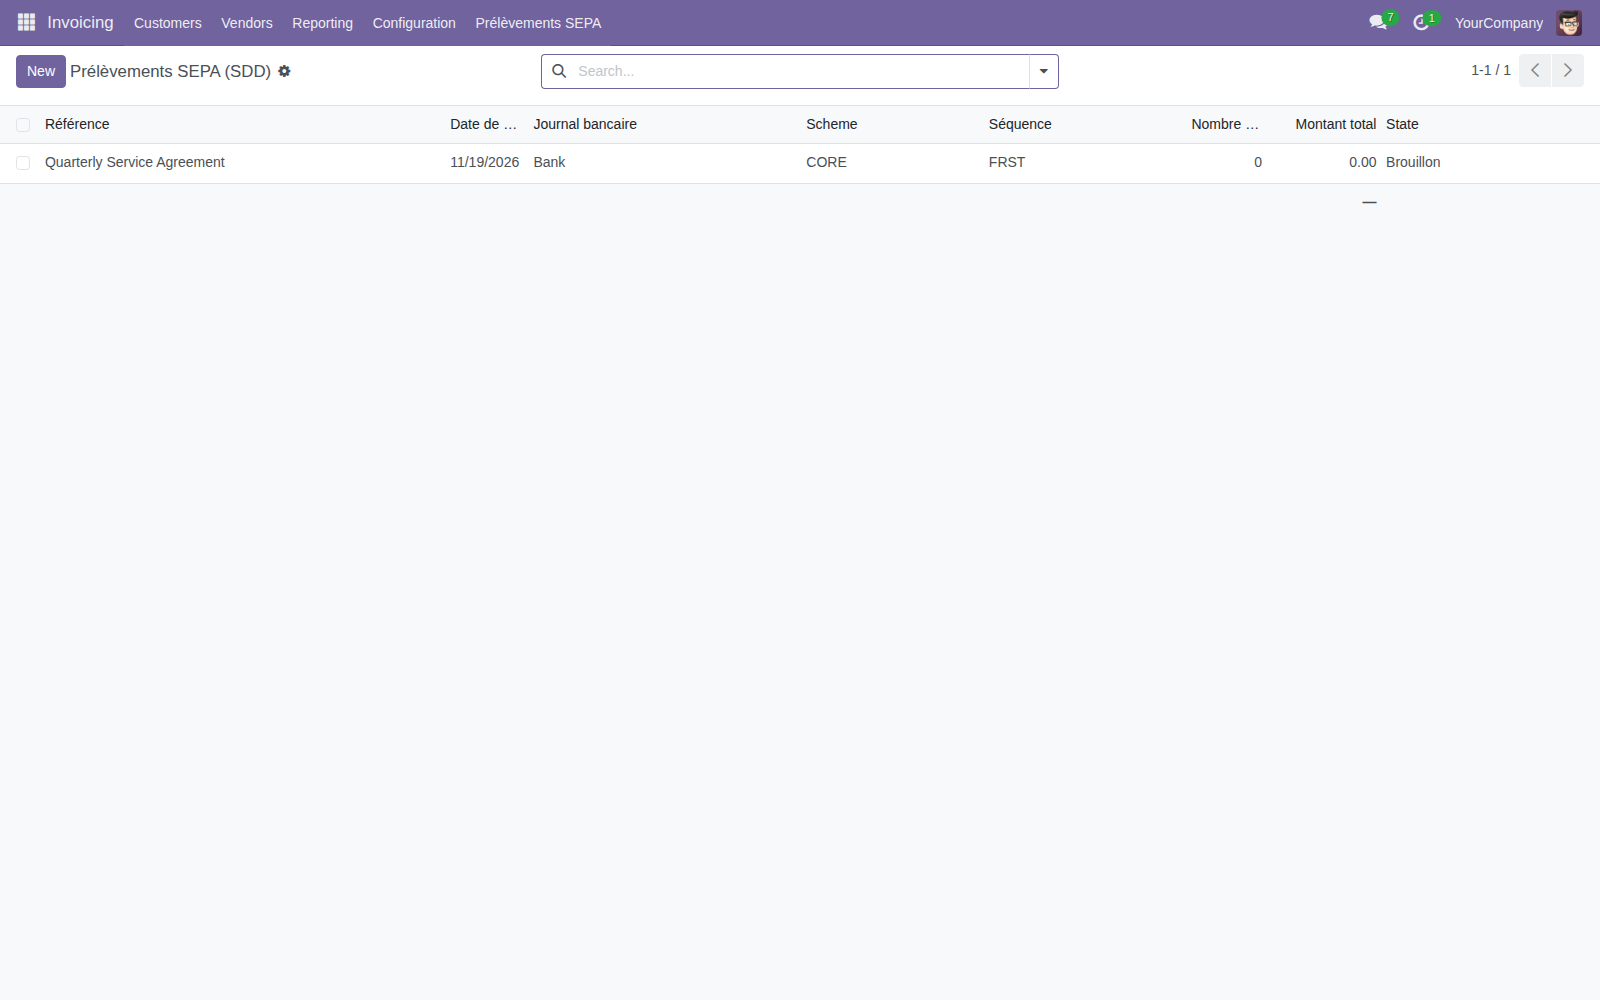 Invoicing Customers Vendors Reporting Configuration Prélèvements SEPA 7 1 YourCompany
New Prélèvements SEPA (SDD) Search... 1-1 / 1
Référence Date de ... Journal bancaire Scheme Séquence Nombre ... Montant total State
Quarterly Service Agreement 11/19/2026 Bank CORE FRST 0 0.00 Brouillon
—